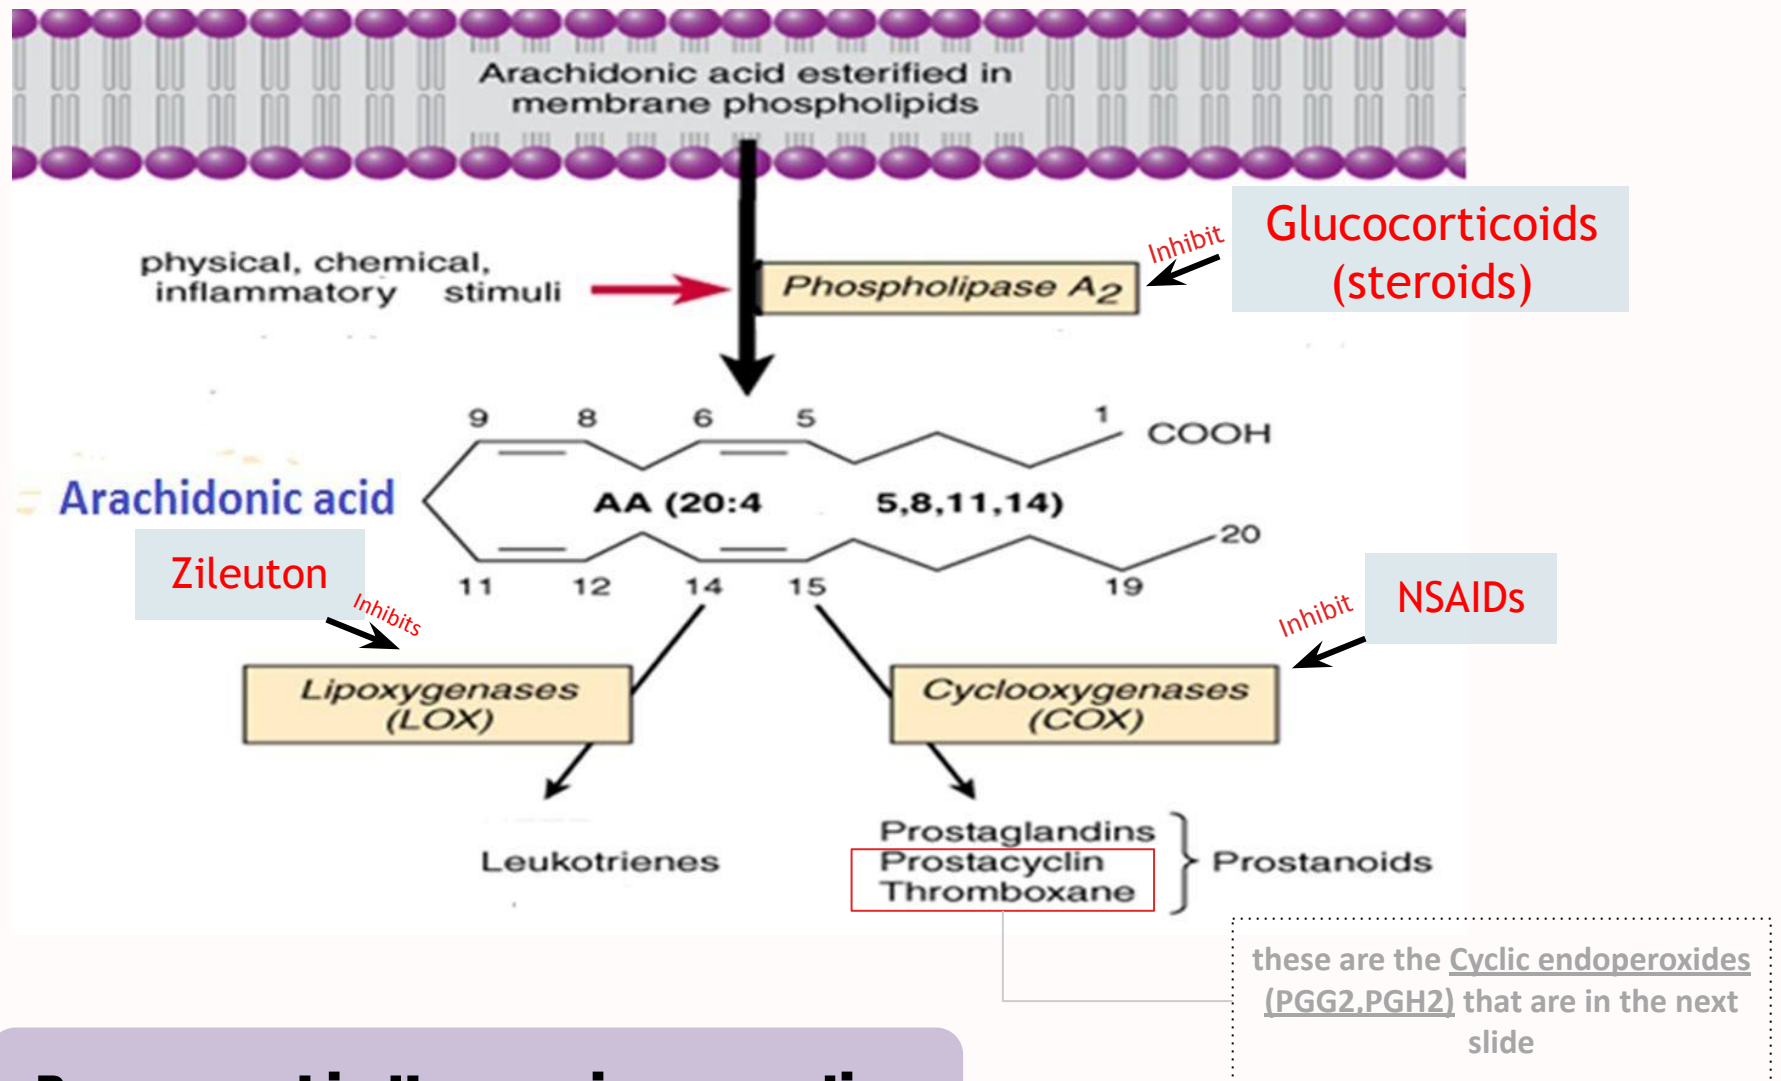 Arachidonic acid esterified in
membrane phospholipids
Glucocorticoids
(steroids)
Inhibit
physical, chemical,
inflammatory stimuli
Phospholipase A2
9 8 6 5 1
COOH
Arachidonic acid
AA (20:4 5,8,11,14)
20
11 12 14 15 19
Zileuton
Inhibits
NSAIDs
Inhibit
Lipoxygenases
(LOX)
Cyclooxygenases
(COX)
Leukotrienes
Prostaglandins
Prostacyclin
Thromboxane
Prostanoids
these are the Cyclic endoperoxides
(PGG2,PGH2) that are in the next
slide